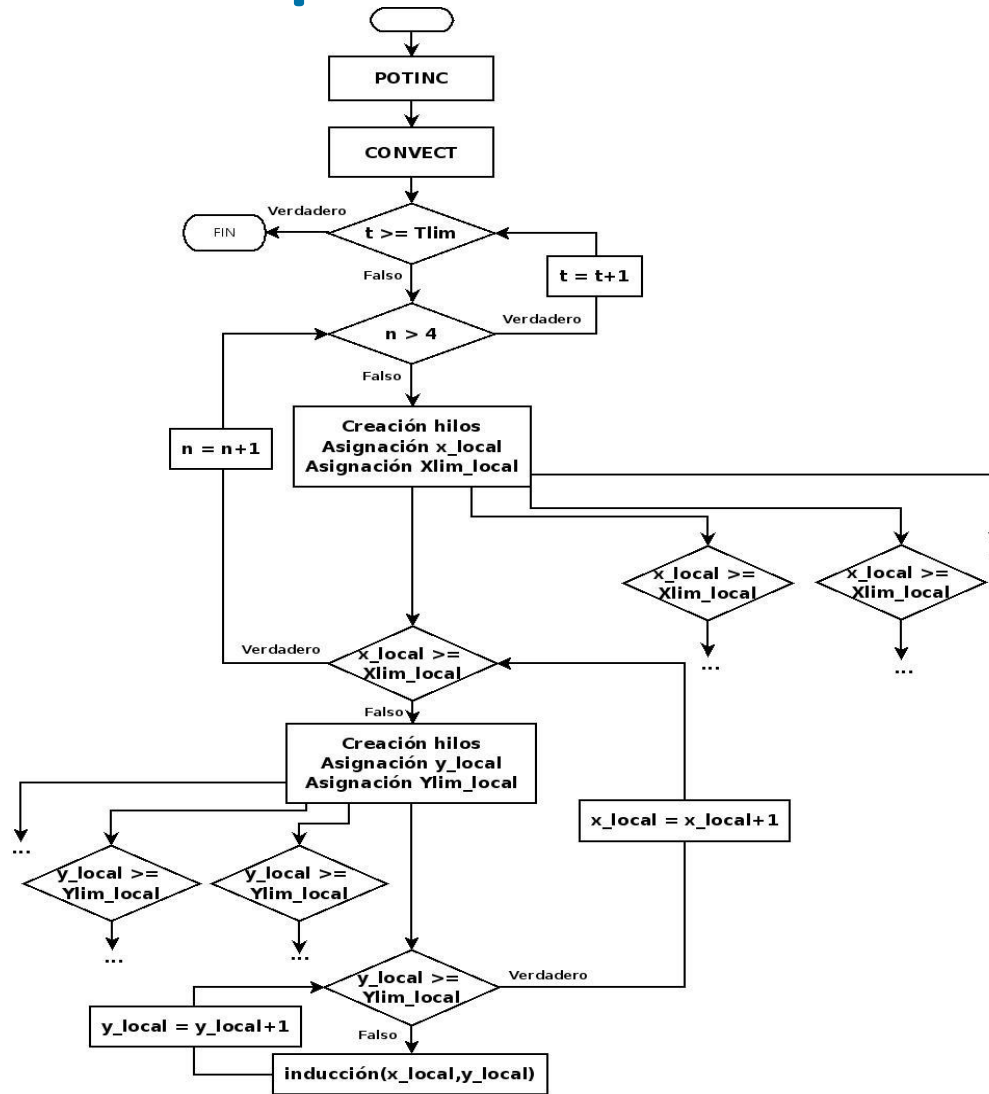 POTINC
CONVECT
Verdadero
FIN
t >= Tlim
Falso
t = t+1
n > 4
Verdadero
Falso
n = n+1
Creación hilos
Asignación x_local
Asignación Xlim_local
x_local >=
Xlim_local
...
x_local >=
Xlim_local
...
Verdadero
x_local >=
Xlim_local
Falso
Creación hilos
Asignación y_local
Asignación Ylim_local
x_local = x_local+1
...
y_local >=
Ylim_local
...
y_local >=
Ylim_local
...
y_local >=
Ylim_local
Verdadero
y_local = y_local+1
Falso
inducción(x_local,y_local)